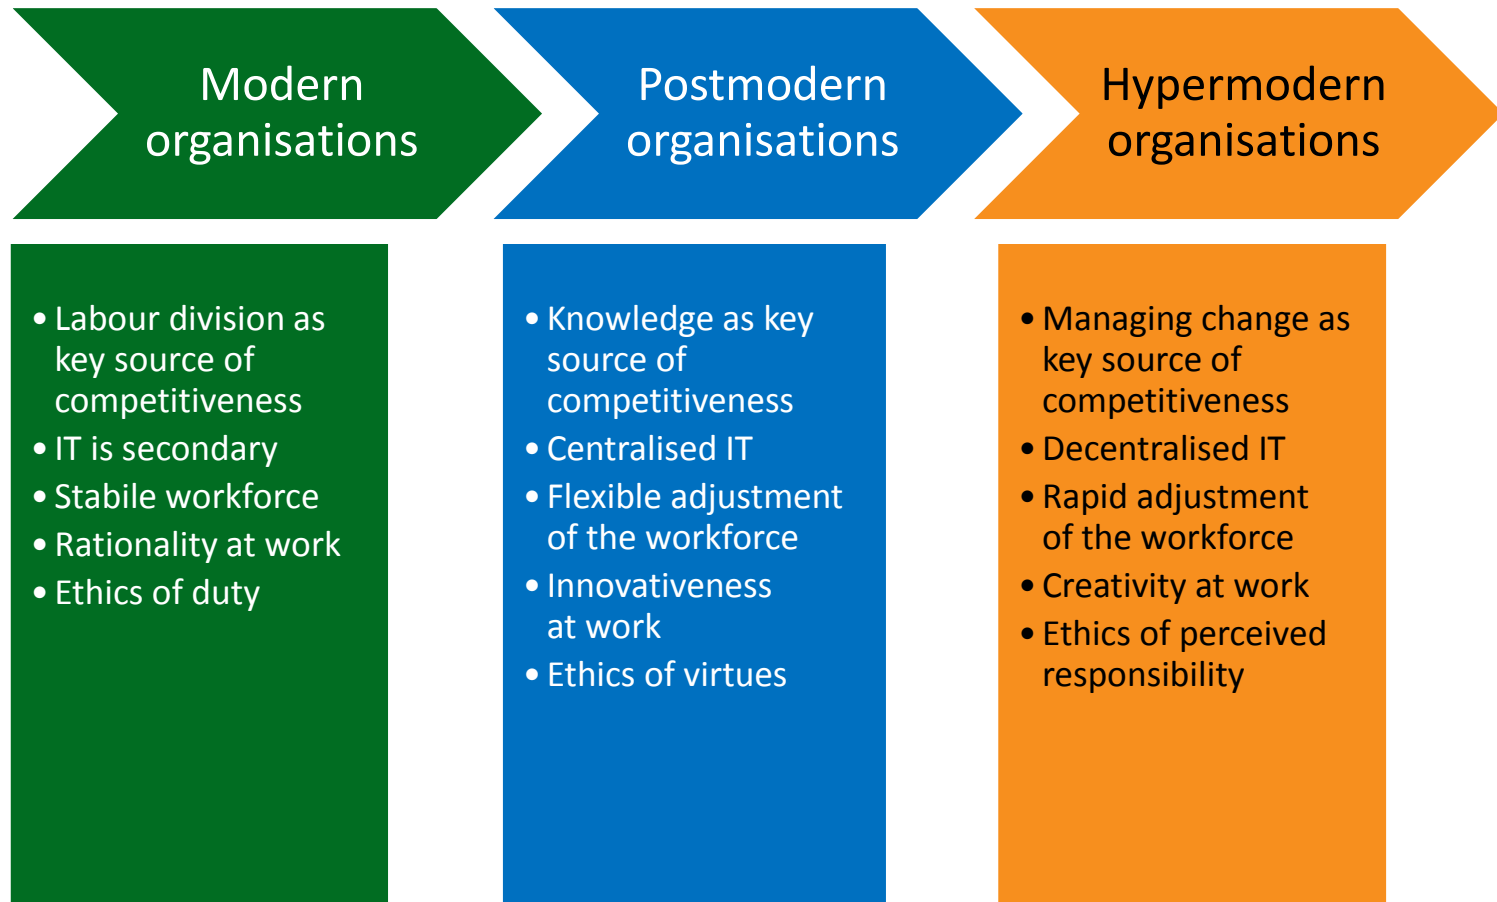 Modern
organisations
Postmodern
organisations
Hypermodern
organisations
• Labour division as
key source of
competitiveness
• IT is secondary
• Stabile workforce
• Rationality at work
• Ethics of duty
• Knowledge as key
source of
competitiveness
• Centralised IT
• Flexible adjustment
of the workforce
• Innovativeness
at work
• Ethics of virtues
• Managing change as
key source of
competitiveness
• Decentralised IT
• Rapid adjustment
of the workforce
• Creativity at work
• Ethics of perceived
responsibility